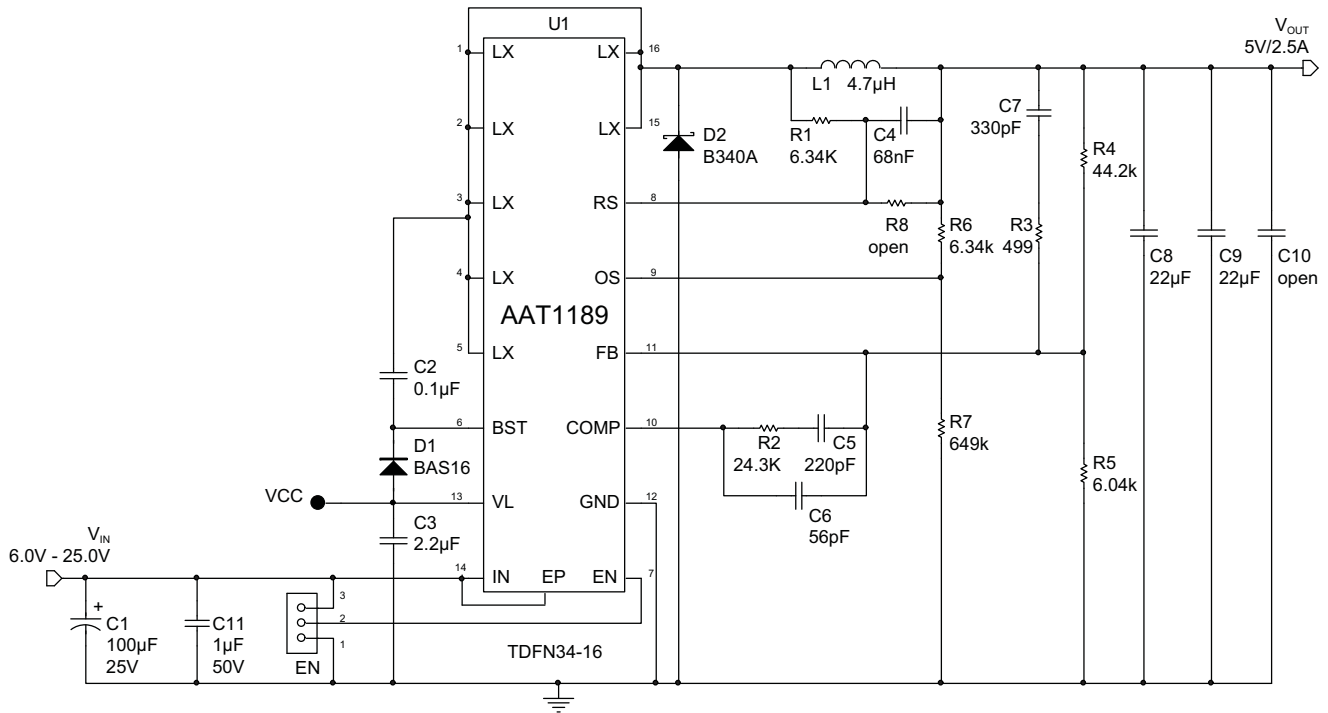 U1
V_OUT
5V/2.5A
1
LX
LX
16
L1 4.7µH
C7
330pF
2
LX
LX
15
D2
B340A
R1
6.34K
C4
68nF
R4
44.2k
3
LX
RS
8
R8
open
R6
6.34k
R3
499
4
LX
OS
9
C8
22µF
C9
22µF
C10
open
AAT1189
5
LX
FB
11
C2
0.1µF
6
BST
COMP
10
R7
649k
D1
BAS16
R2
24.3K
C5
220pF
R5
6.04k
VCC
13
VL
GND
12
C3
2.2µF
C6
56pF
V_IN
6.0V - 25.0V
14
IN
EP
EN
7
+
C1
100µF
25V
C11
1µF
50V
3
2
1
EN
TDFN34-16